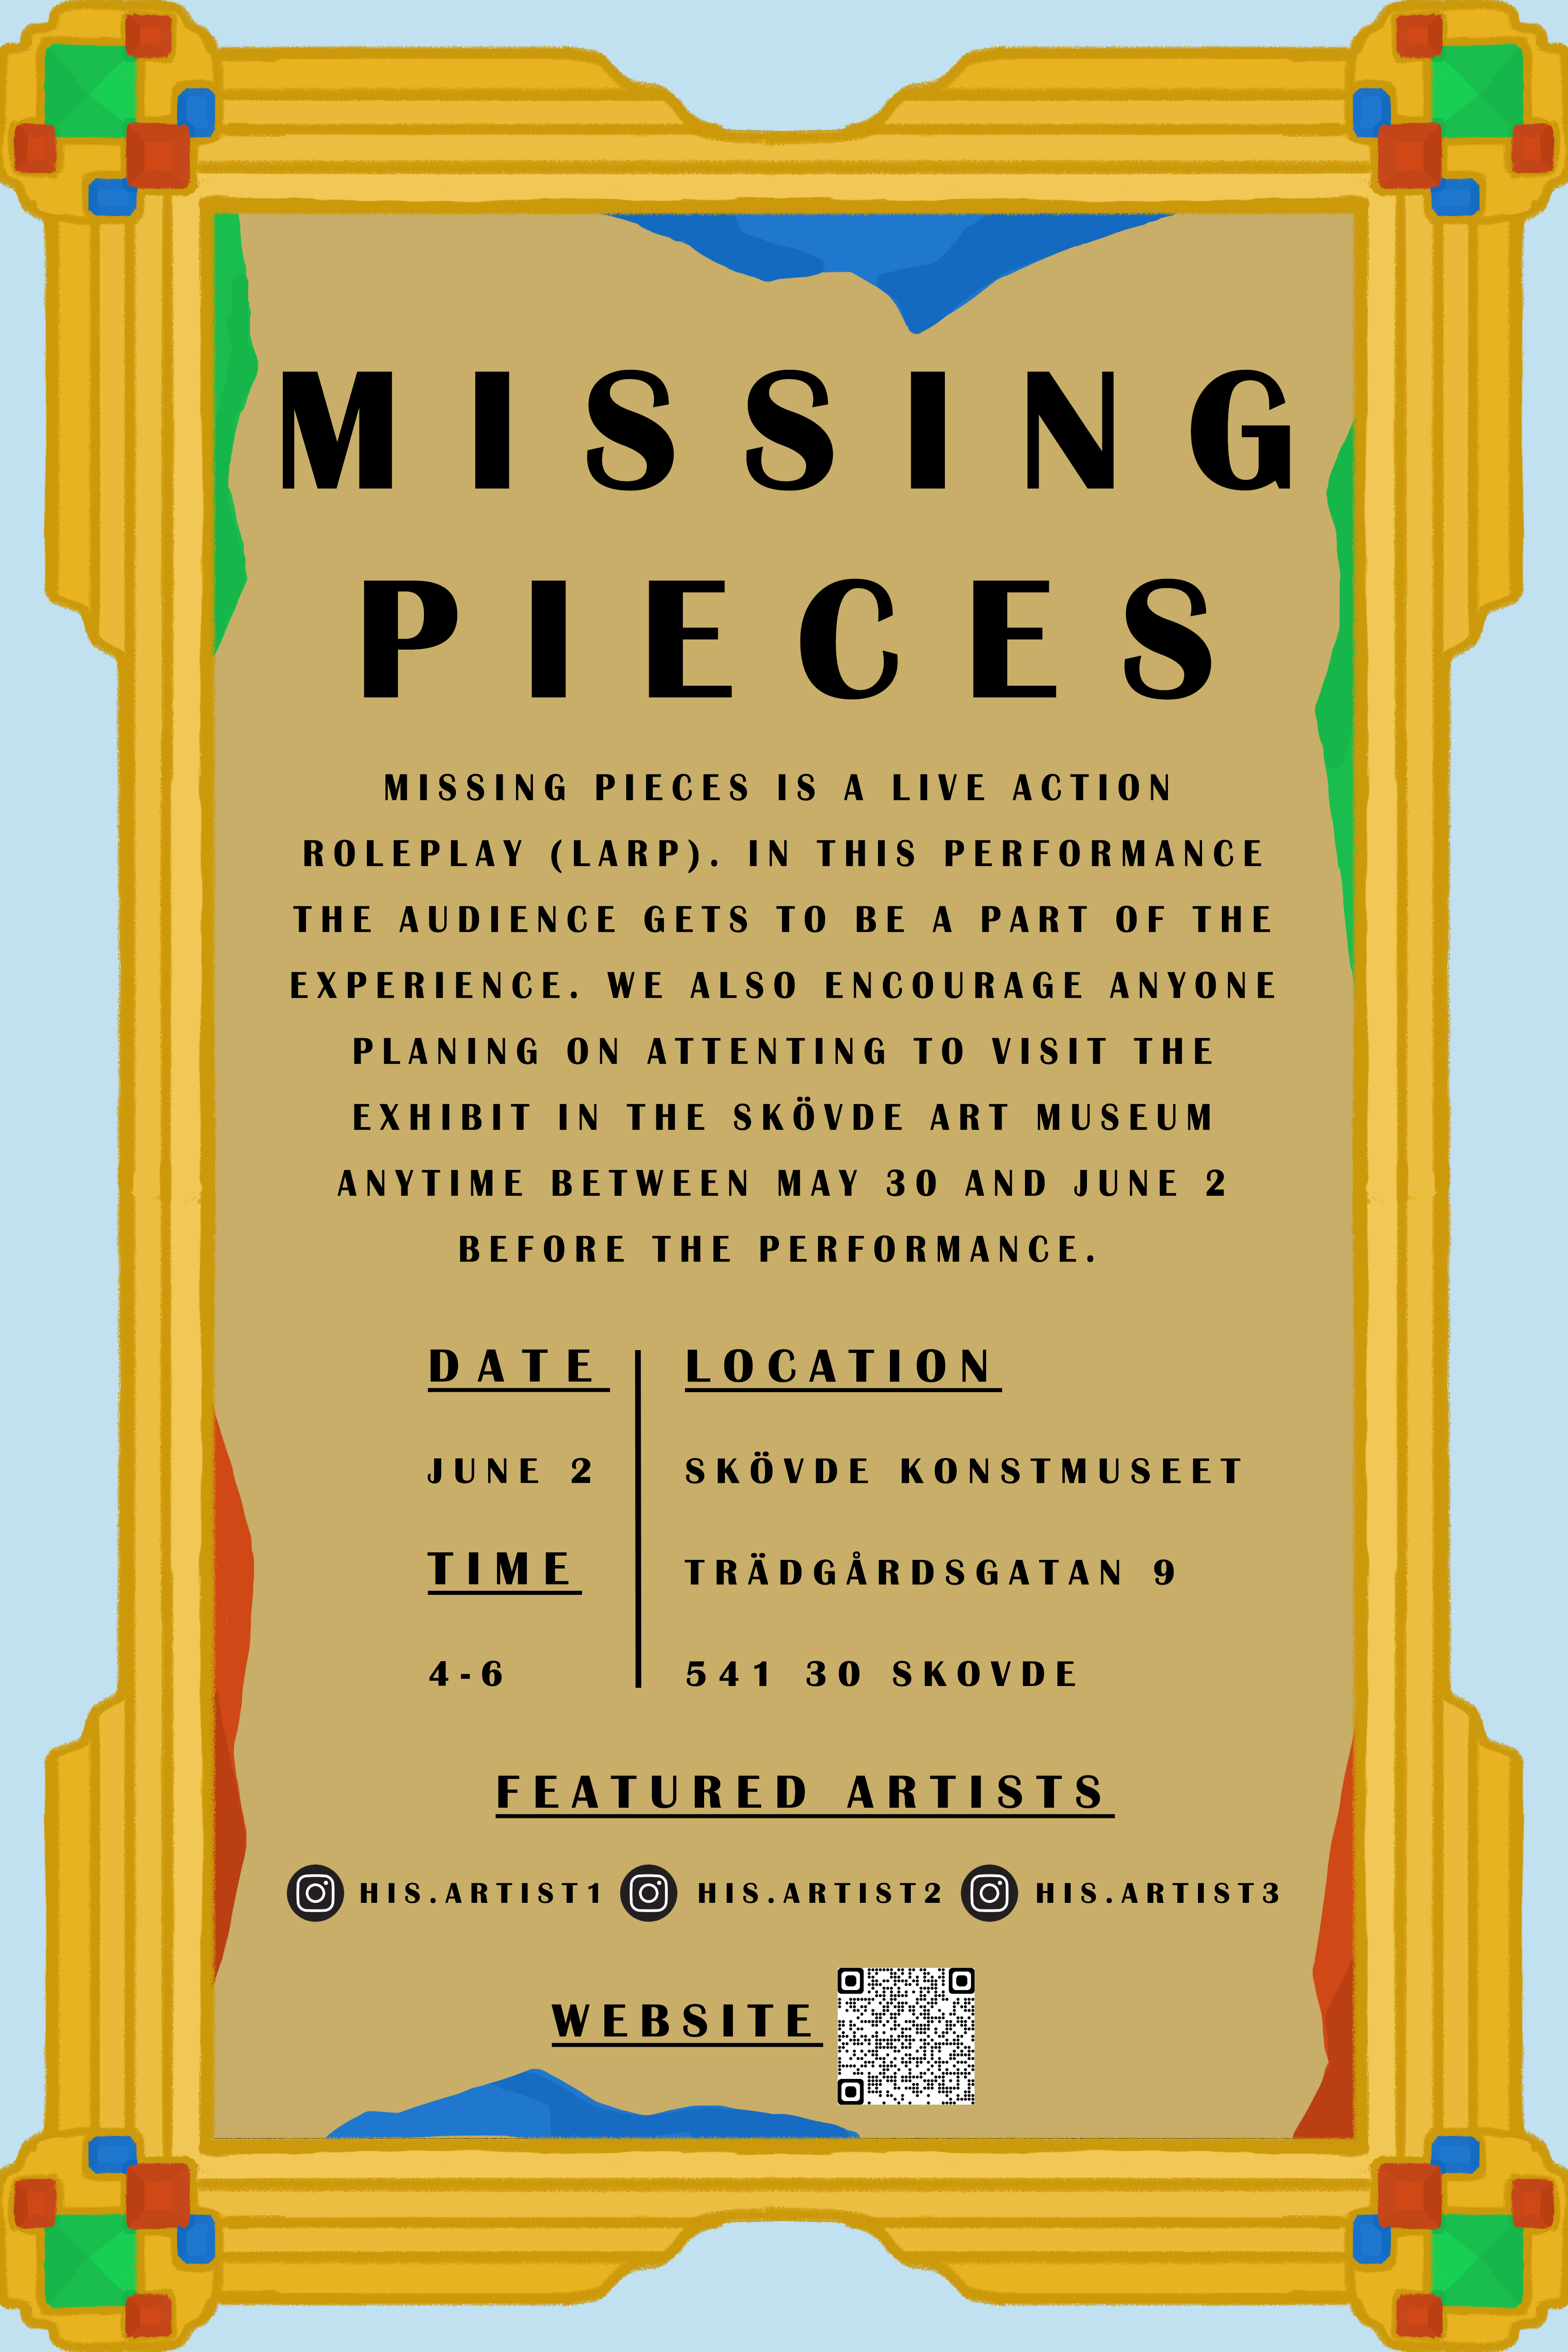 MISSING
PIECES
MISSING PIECES IS A LIVE ACTION
ROLEPLAY (LARP). IN THIS PERFORMANCE
THE AUDIENCE GETS TO BE A PART OF THE
EXPERIENCE. WE ALSO ENCOURAGE ANYONE
PLANING ON ATTENTING TO VISIT THE
EXHIBIT IN THE SKÖVDE ART MUSEUM
ANYTIME BETWEEN MAY 30 AND JUNE 2
BEFORE THE PERFORMANCE.
DATE
JUNE 2
TIME
4-6
LOCATION
SKÖVDE KONSTMUSEET
TRÄDGÅRDSGATAN 9
541 30 SKOVDE
FEATURED ARTISTS
HIS.ARTIST1 HIS.ARTIST2 HIS.ARTIST3
WEBSITE